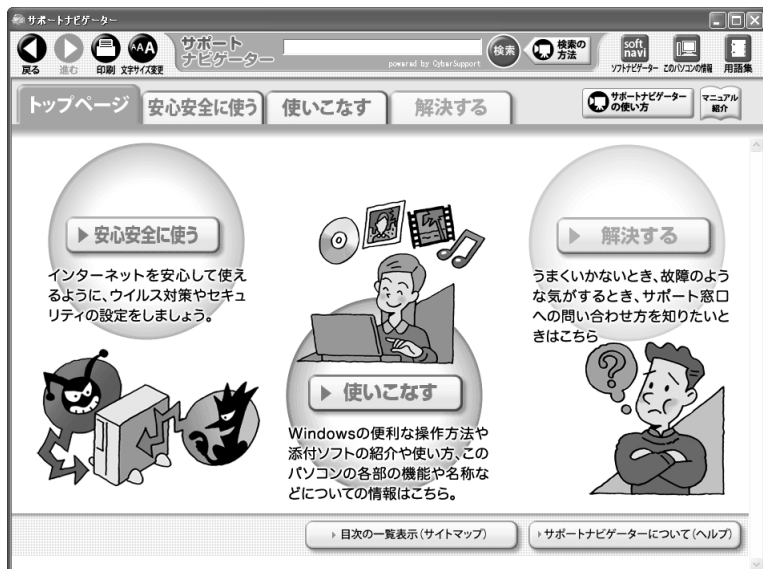 サポートナビゲーター
戻る
進む
印刷
文字サイズ変更
サポート
ナビゲーター
powered by CyberSupport
検索
検索の
方法
soft
navi
ソフトナビゲーター
このパソコンの情報
用語集
トップページ
安心安全に使う
使いこなす
解決する
サポートナビゲーター
の使い方
マニュアル
紹介
安心安全に使う
インターネットを安心して使え
るように、ウイルス対策やセキュ
リティの設定をしましょう。
使いこなす
Windowsの便利な操作方法や
添付ソフトの紹介や使い方、この
パソコンの各部の機能や名称な
どについての情報はこちら。
解決する
うまくいかないとき、故障のよう
な気がするとき、サポート窓口
への問い合わせ方を知りたいと
きはこちら
?
目次の一覧表示(サイトマップ)
サポートナビゲーターについて(ヘルプ)